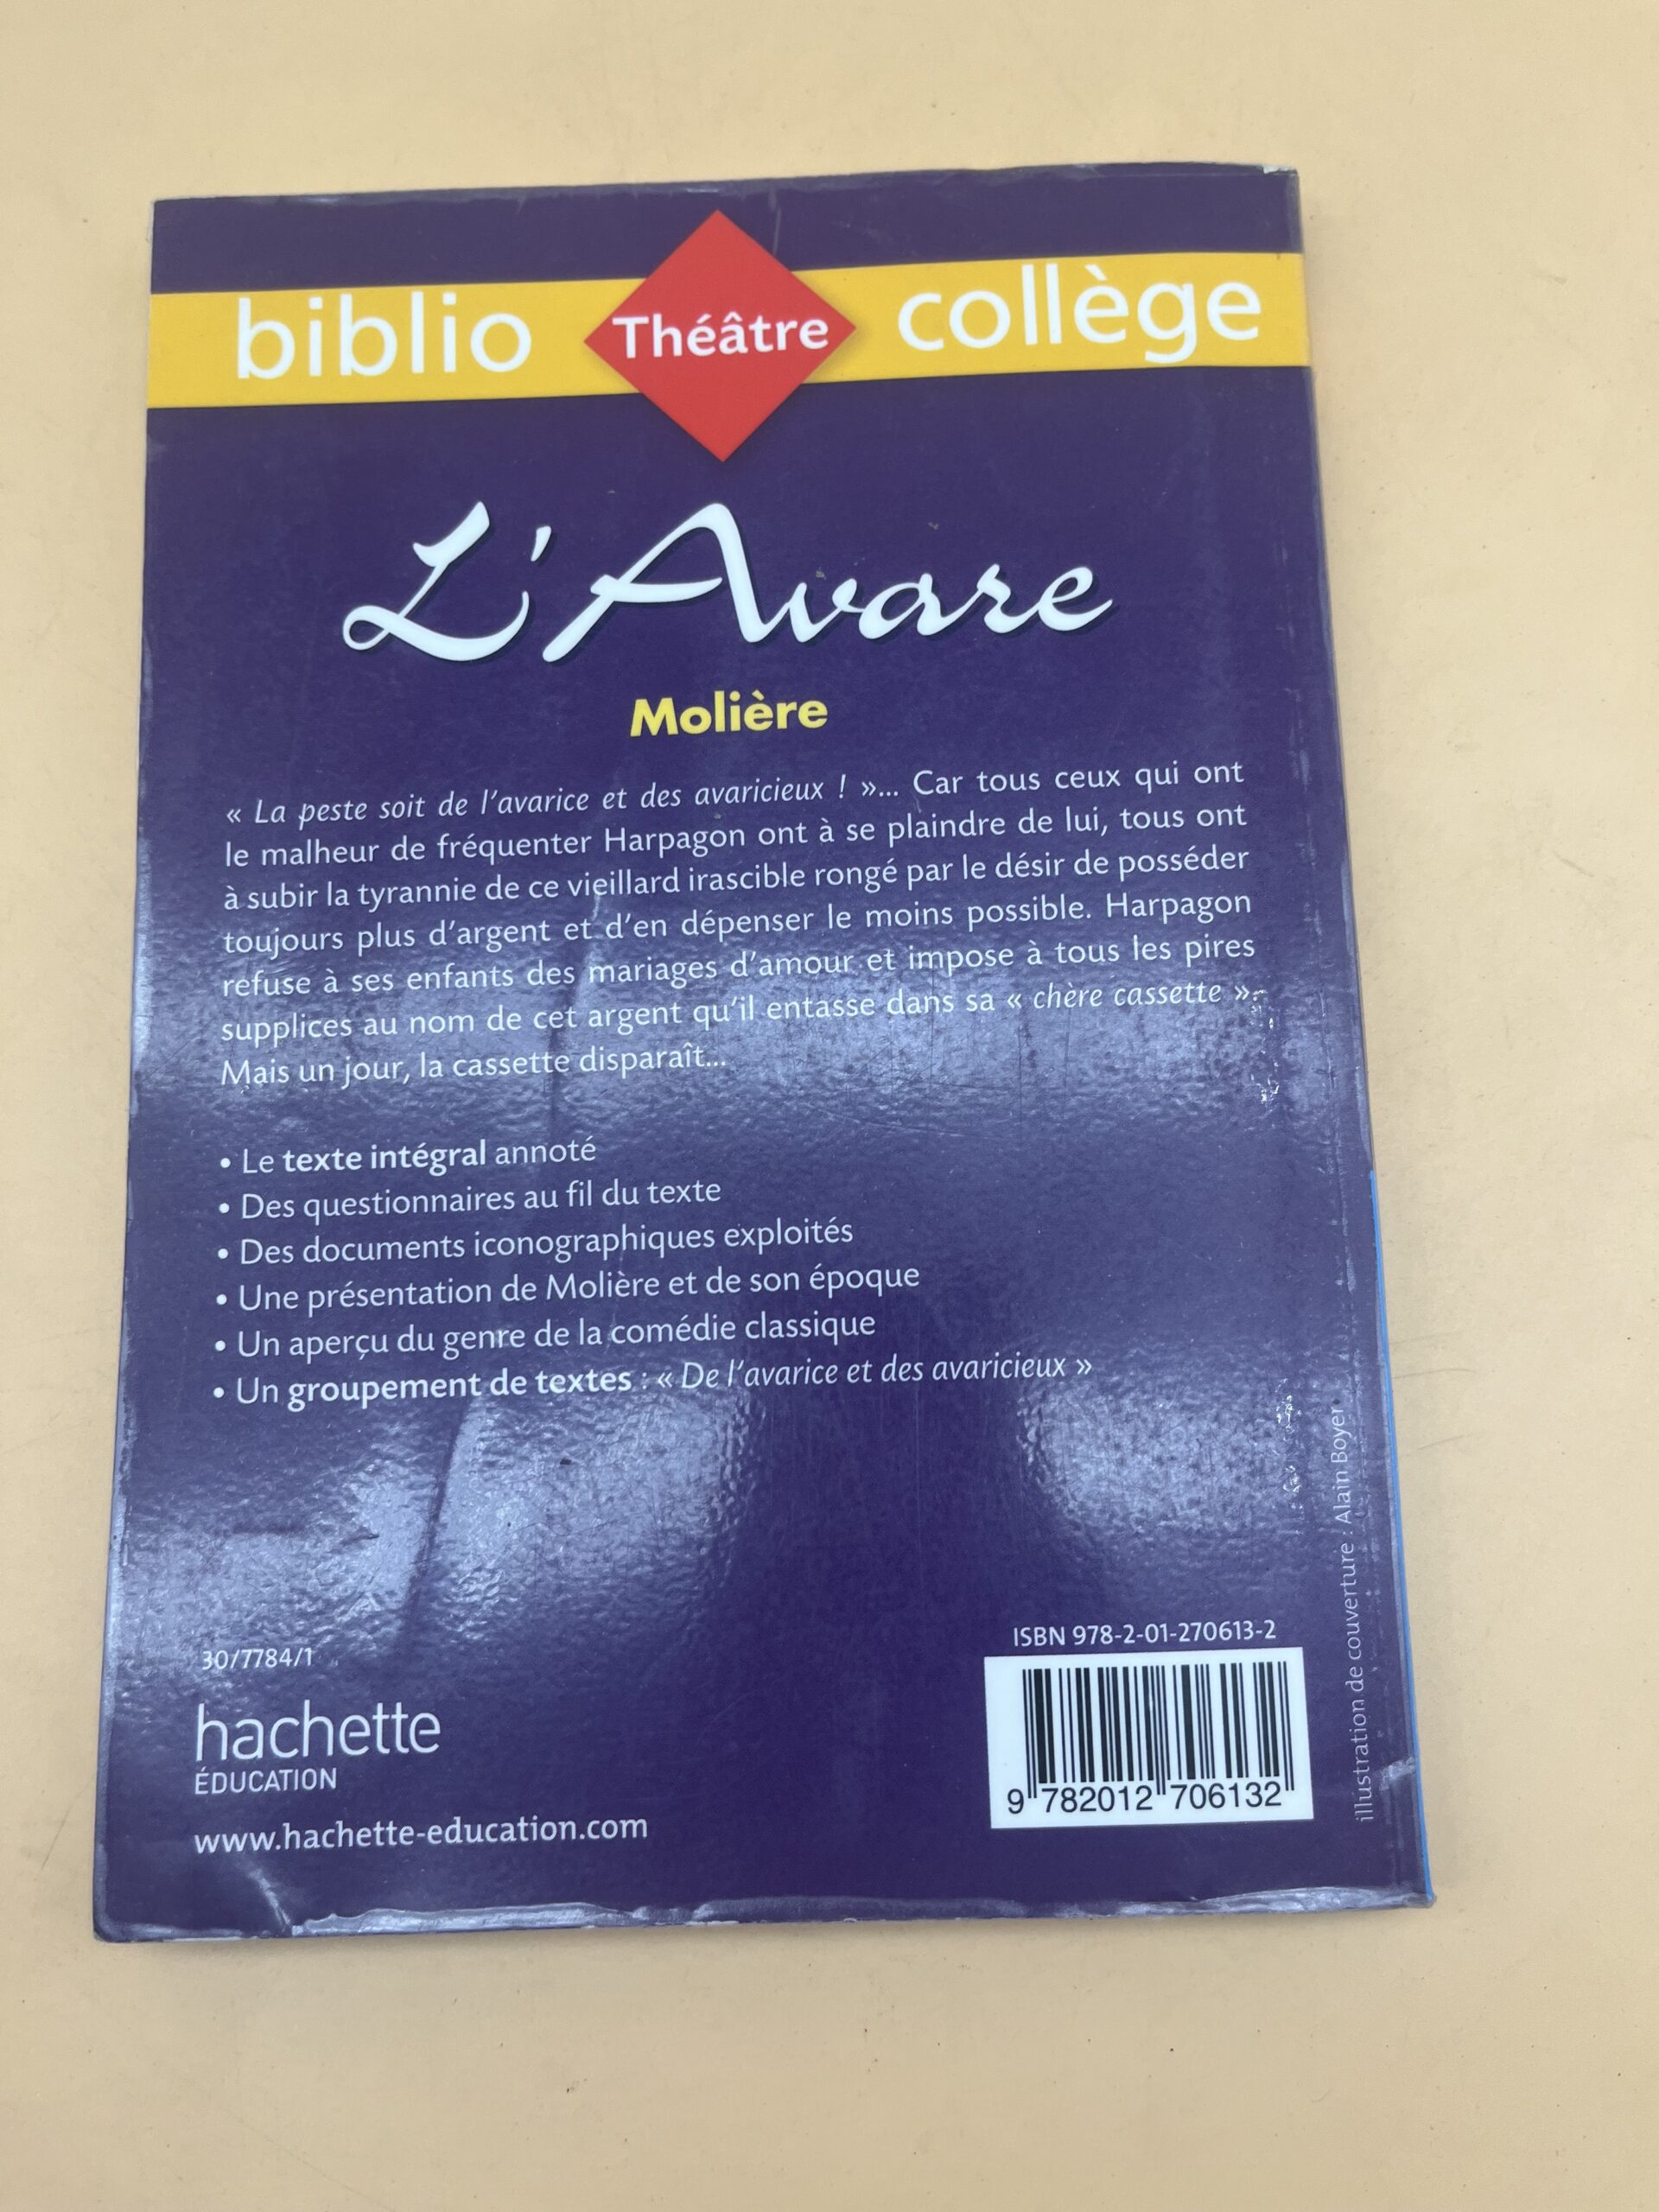 biblio Théâtre collège
L'Avare
Molière
« La peste soit de l'avarice et des avaricieux ! »... Car tous ceux qui ont
le malheur de fréquenter Harpagon ont à se plaindre de lui, tous ont
à subir la tyrannie de ce vieillard irascible rongé par le désir de posséder
toujours plus d'argent et d'en dépenser le moins possible. Harpagon
refuse à ses enfants des mariages d'amour et impose à tous les pires
supplices au nom de cet argent qu'il entasse dans sa « chère cassette ».
Mais un jour, la cassette disparaît...
• Le texte intégral annoté
• Des questionnaires au fil du texte
• Des documents iconographiques exploités
• Une présentation de Molière et de son époque
• Un aperçu du genre de la comédie classique
• Un groupement de textes : « De l'avarice et des avaricieux »
30/7784/1
hachette
ÉDUCATION
www.hachette-education.com
ISBN 978-2-01-270613-2
9 782012 706132
illustration de couverture : Alain Boyer